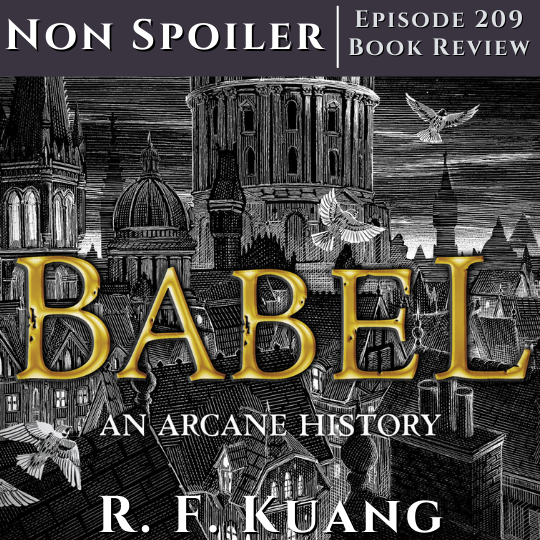 Non Spoiler
Episode 209
Book Review
BABEL
AN ARCANE HISTORY
R. F. Kuang